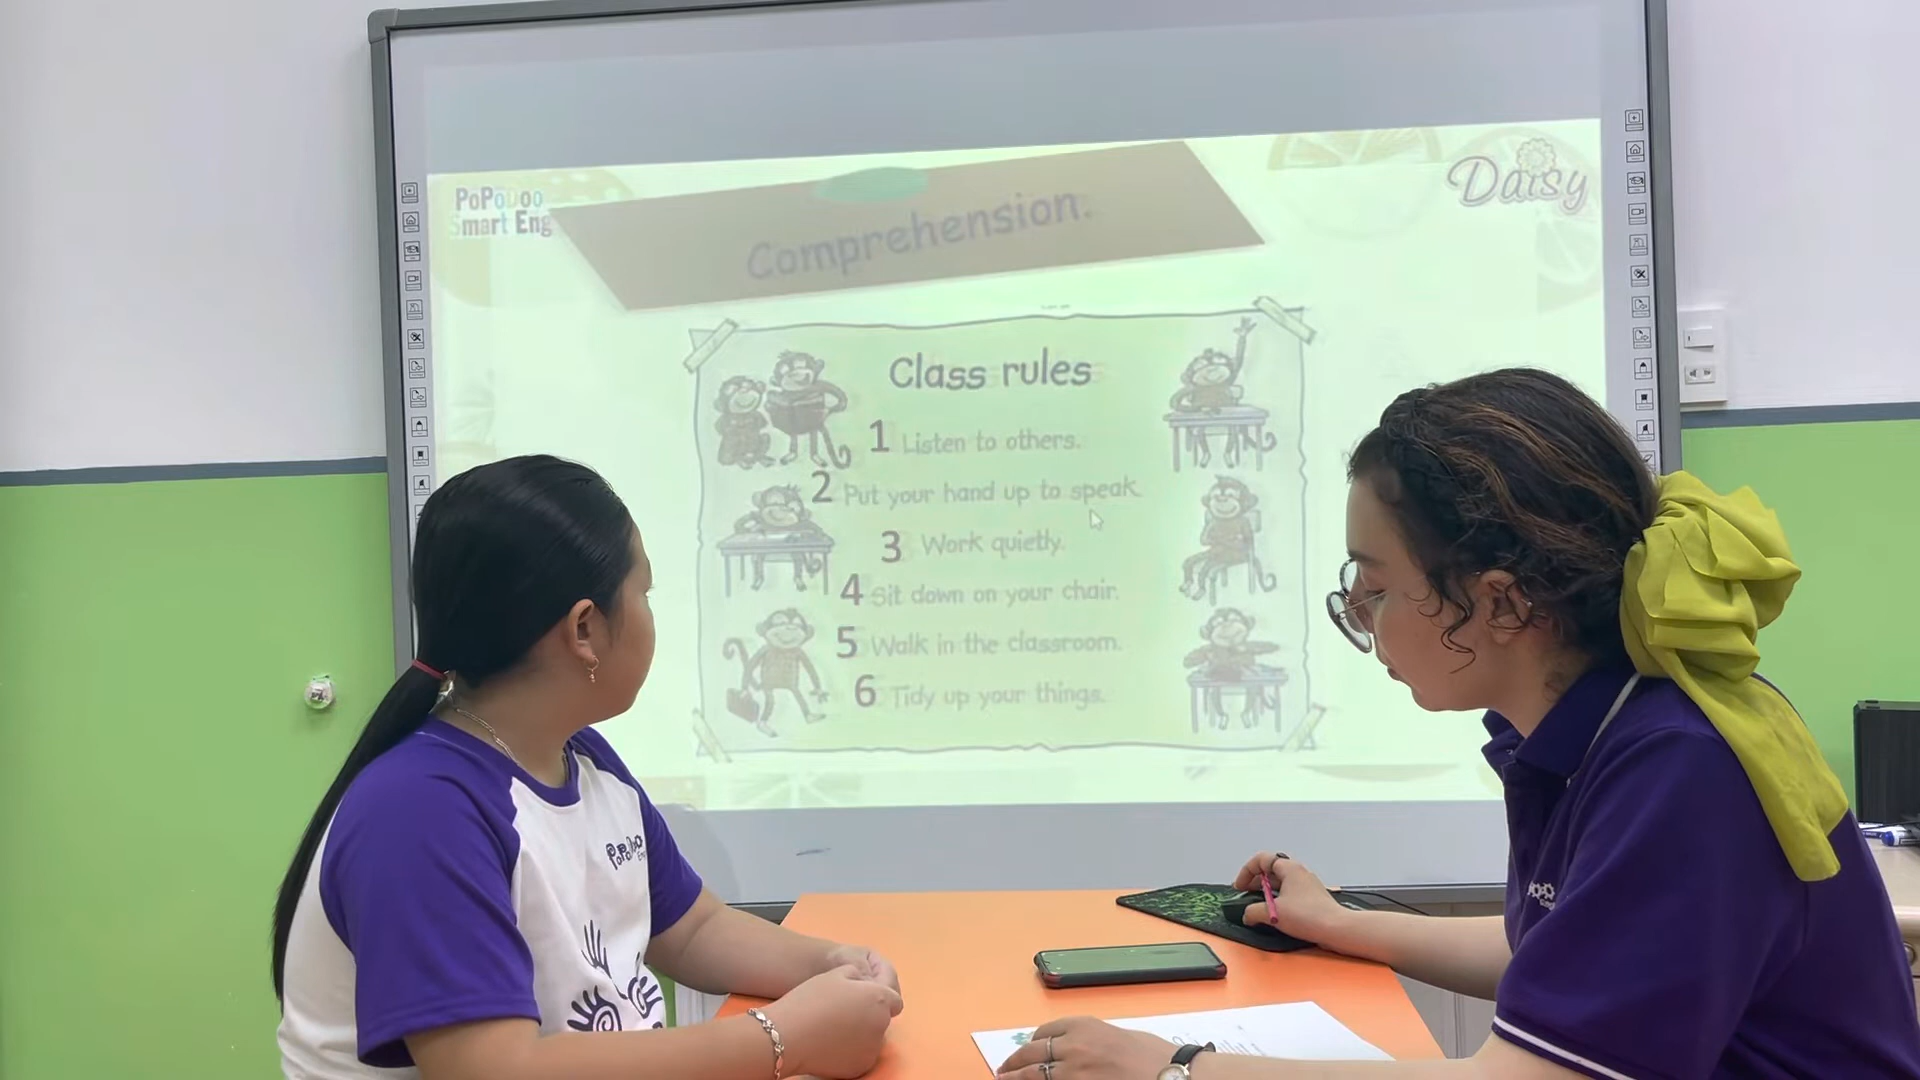 PoPoDoo
Smart Eng
Daisy
Comprehension.
Class rules
1 Listen to others.
2 Put your hand up to speak.
3 Work quietly.
4 Sit down on your chair.
5 Walk in the classroom.
6 Tidy up your things.
PoPoDoo